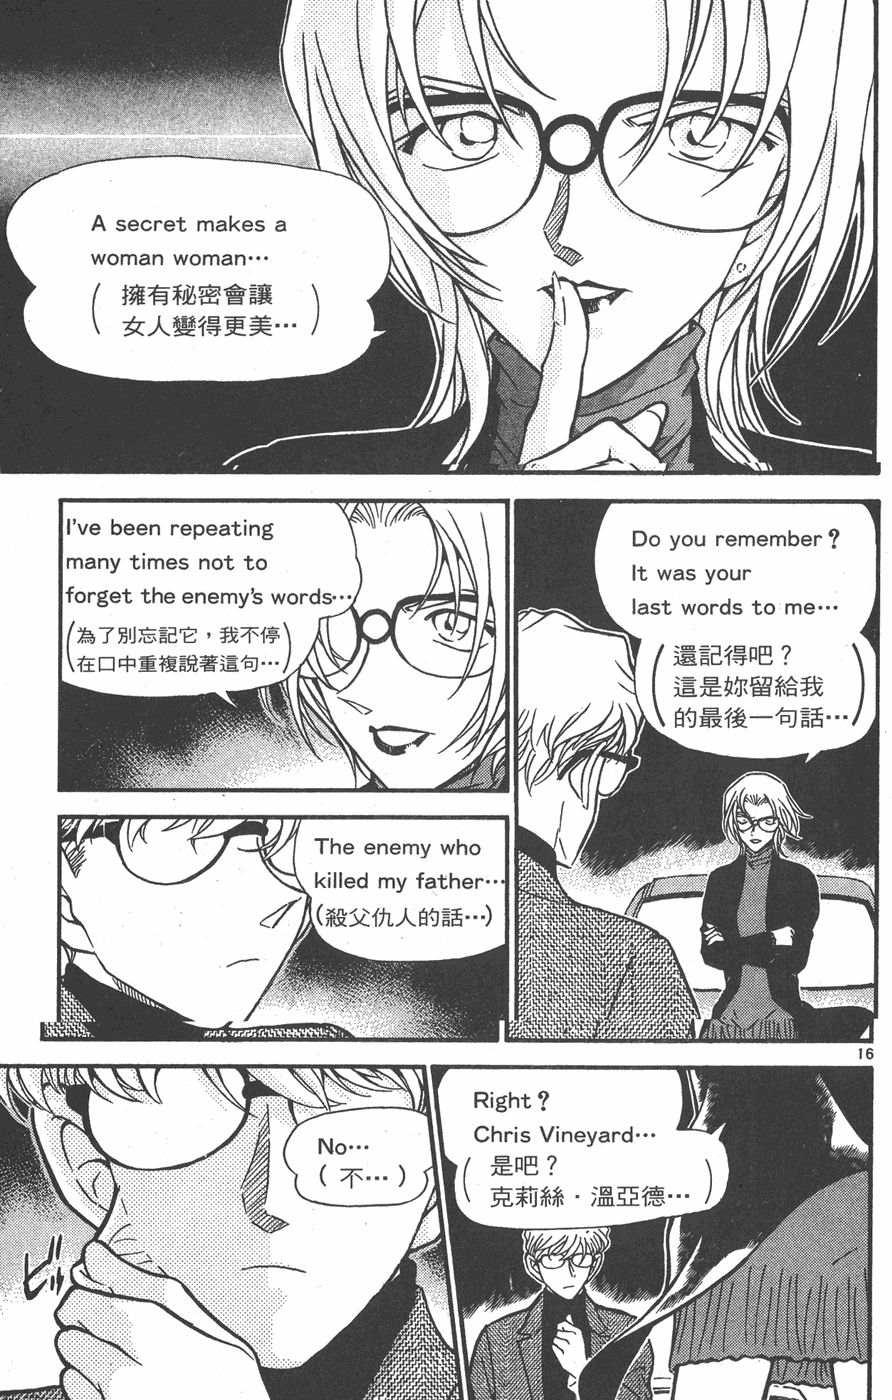 A secret makes a
woman woman…
(擁有秘密會讓
女人變得更美…)
Do you remember?
It was your
last words to me…
(還記得吧？
這是妳留給我
的最後一句話…)
I've been repeating
many times not to
forget the enemy's words…
(為了別忘記它，我不停
在口中重複說著這句…)
The enemy who
killed my father…
(殺父仇人的話…)
16
Right?
Chris Vineyard…
(是吧？
克莉絲·溫亞德…)
No…
(不…)
ビッ